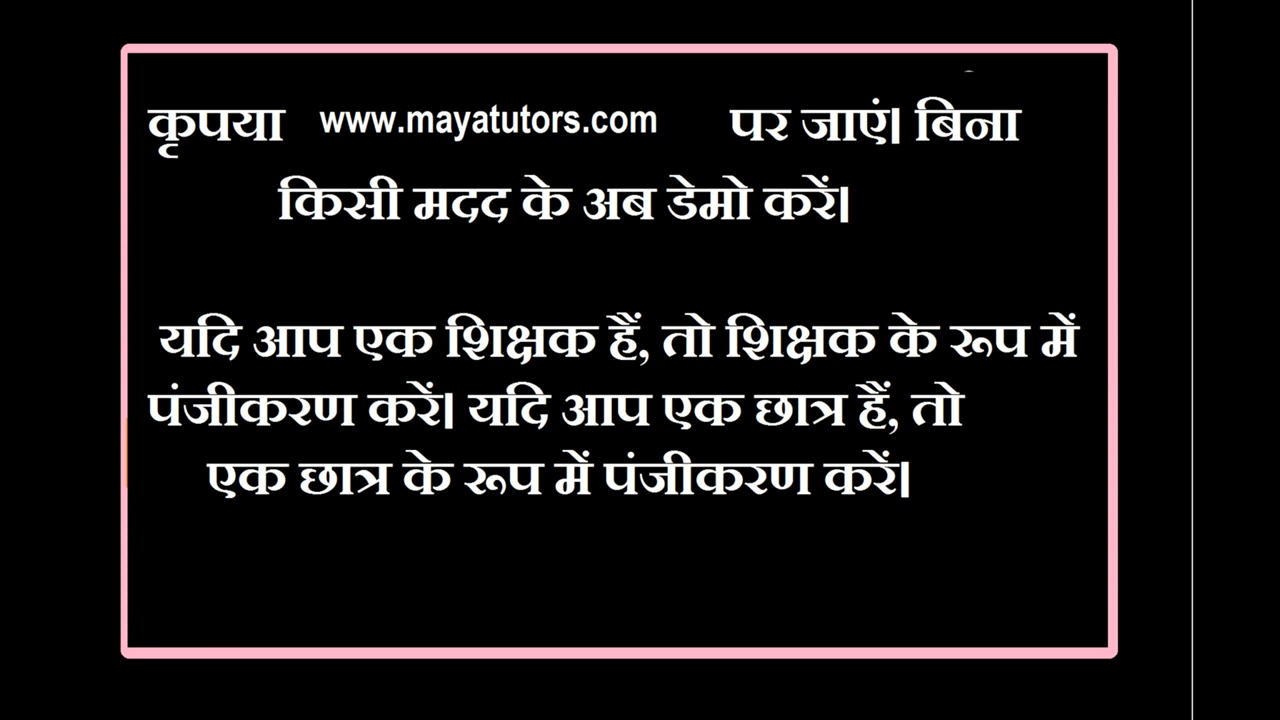 कृपया www.mayatutors.com पर जाएं। बिना
किसी मदद के अब डेमो करें।
यदि आप एक शिक्षक हैं, तो शिक्षक के रूप में
पंजीकरण करें। यदि आप एक छात्र हैं, तो
एक छात्र के रूप में पंजीकरण करें।